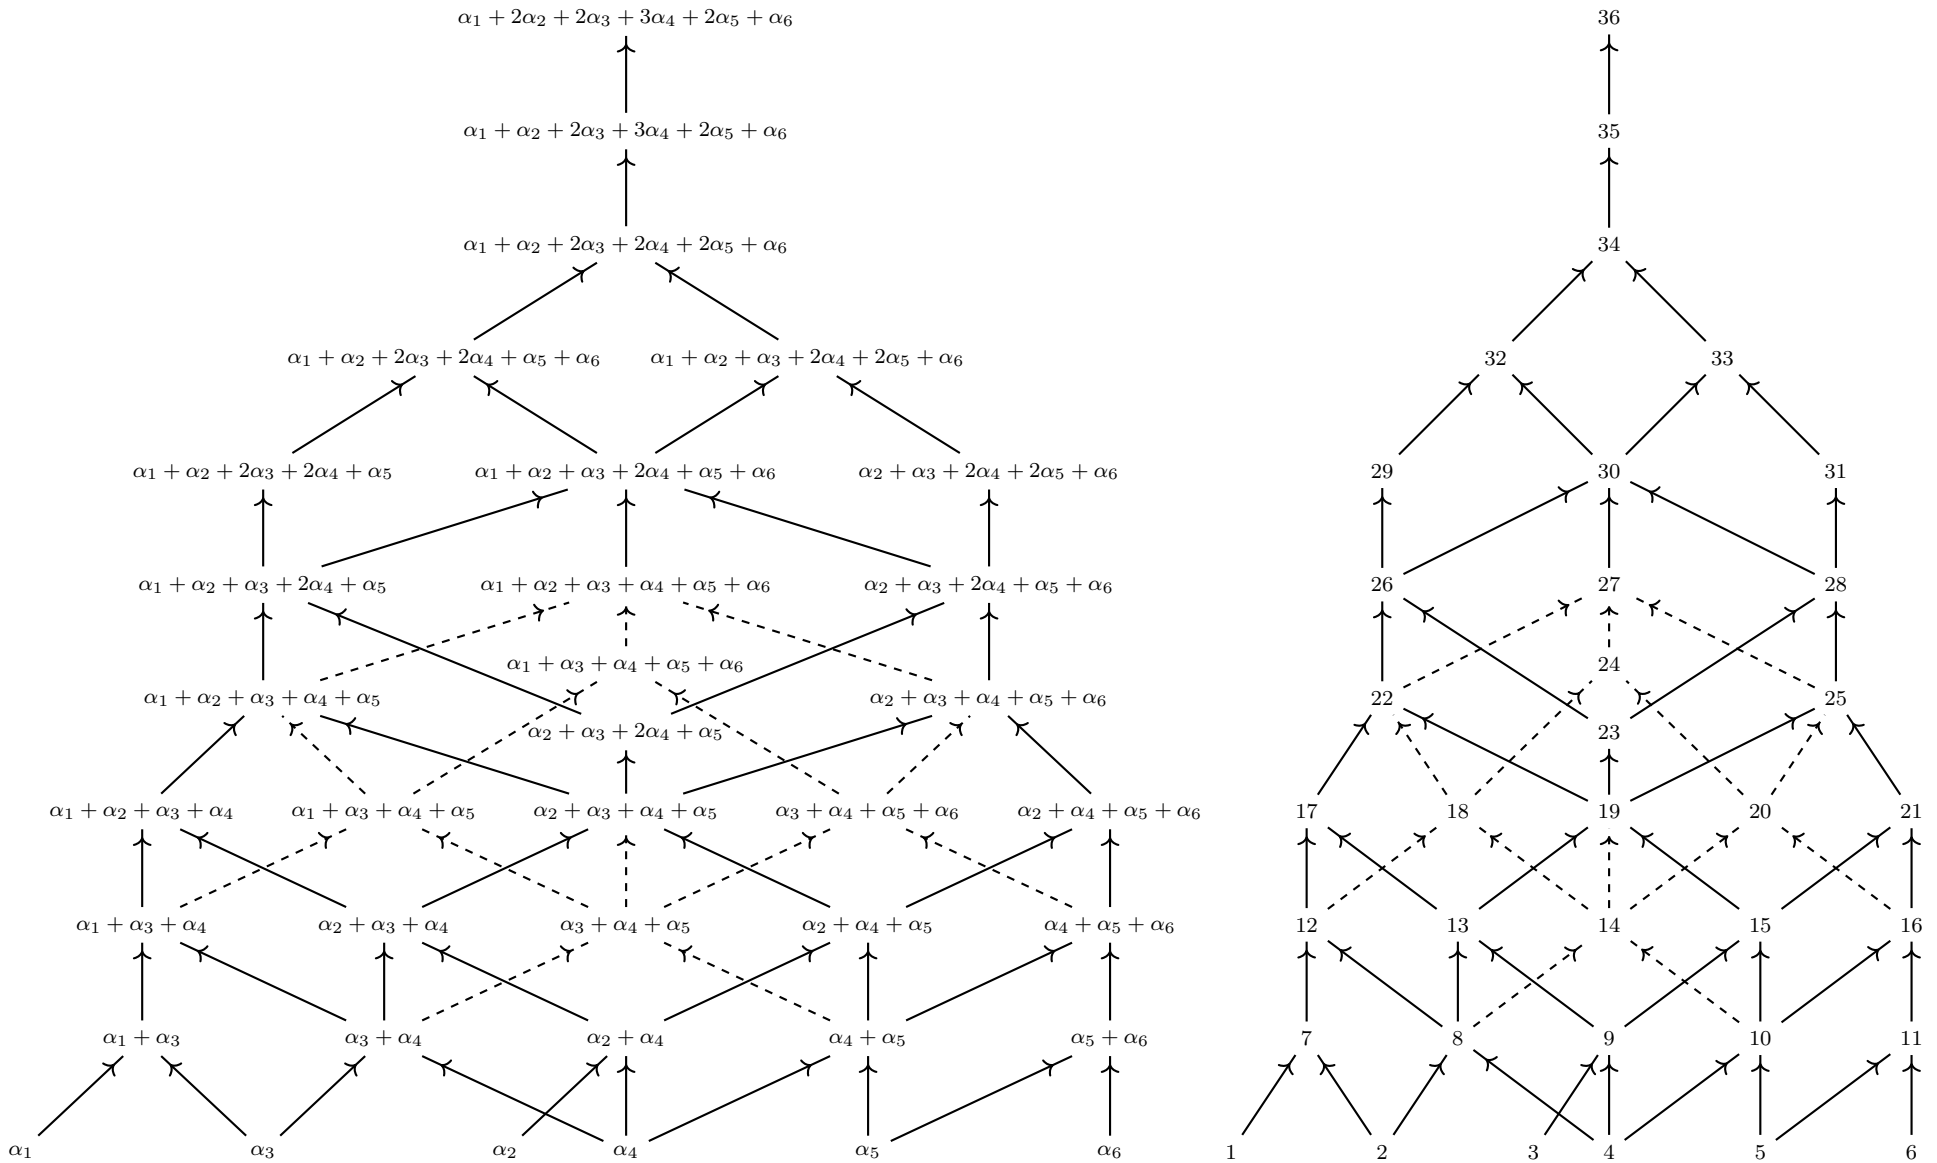 α₁ + 2α₂ + 2α₃ + 3α₄ + 2α₅ + α₆ 36
α₁ + α₂ + 2α₃ + 3α₄ + 2α₅ + α₆ 35
α₁ + α₂ + 2α₃ + 2α₄ + 2α₅ + α₆ 34
α₁ + α₂ + 2α₃ + 2α₄ + α₅ + α₆ α₁ + α₂ + α₃ + 2α₄ + 2α₅ + α₆ 32 33
α₁ + α₂ + 2α₃ + 2α₄ + α₅ α₁ + α₂ + α₃ + 2α₄ + α₅ + α₆ α₂ + α₃ + 2α₄ + 2α₅ + α₆ 29 30 31
α₁ + α₂ + α₃ + 2α₄ + α₅ α₁ + α₂ + α₃ + α₄ + α₅ + α₆ α₂ + α₃ + 2α₄ + α₅ + α₆ 26 27 28
α₁ + α₃ + α₄ + α₅ + α₆ 24
α₁ + α₂ + α₃ + α₄ + α₅ α₂ + α₃ + α₄ + α₅ + α₆ 22 25
α₂ + α₃ + 2α₄ + α₅ 23
α₁ + α₂ + α₃ + α₄ α₁ + α₃ + α₄ + α₅ α₂ + α₃ + α₄ + α₅ α₃ + α₄ + α₅ + α₆ α₂ + α₄ + α₅ + α₆ 17 18 19 20 21
α₁ + α₃ + α₄ α₂ + α₃ + α₄ α₃ + α₄ + α₅ α₂ + α₄ + α₅ α₄ + α₅ + α₆ 12 13 14 15 16
α₁ + α₃ α₃ + α₄ α₂ + α₄ α₄ + α₅ α₅ + α₆ 7 8 9 10 11
α₁ α₃ α₂ α₄ α₅ α₆ 1 2 3 4 5 6